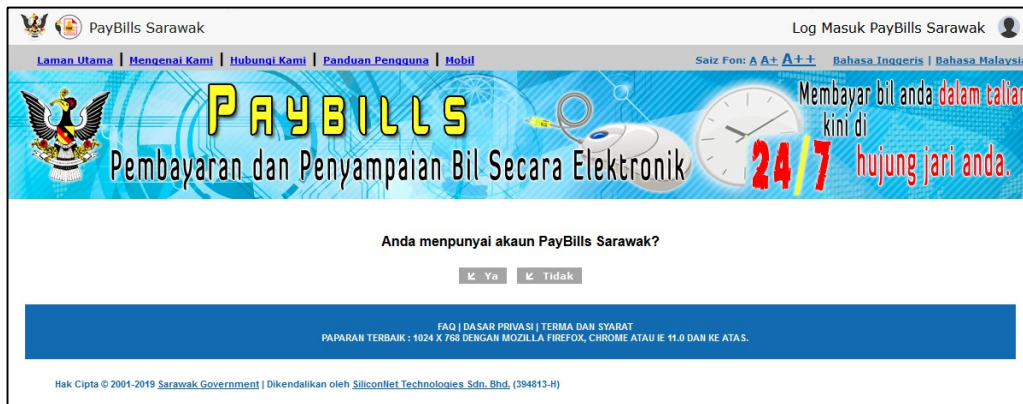 PayBills Sarawak
Log Masuk PayBills Sarawak
Laman Utama | Mengenai Kami | Hubungi Kami | Panduan Pengguna | Mobil
Saiz Fon: A A+ A++ Bahasa Inggeris | Bahasa Malaysia
PAYBILLS
Pembayaran dan Penyampaian Bil Secara Elektronik
Membayar bil anda dalam talian
kini di
24/7 hujung jari anda.
Anda menpunyai akaun PayBills Sarawak?
Ya Tidak
FAQ | DASAR PRIVASI | TERMA DAN SYARAT
PAPARAN TERBAIK : 1024 X 768 DENGAN MOZILLA FIREFOX, CHROME ATAU IE 11.0 DAN KE ATAS.
Hak Cipta © 2001-2019 Sarawak Government | Dikendalikan oleh SiliconNet Technologies Sdn. Bhd. (394813-H)